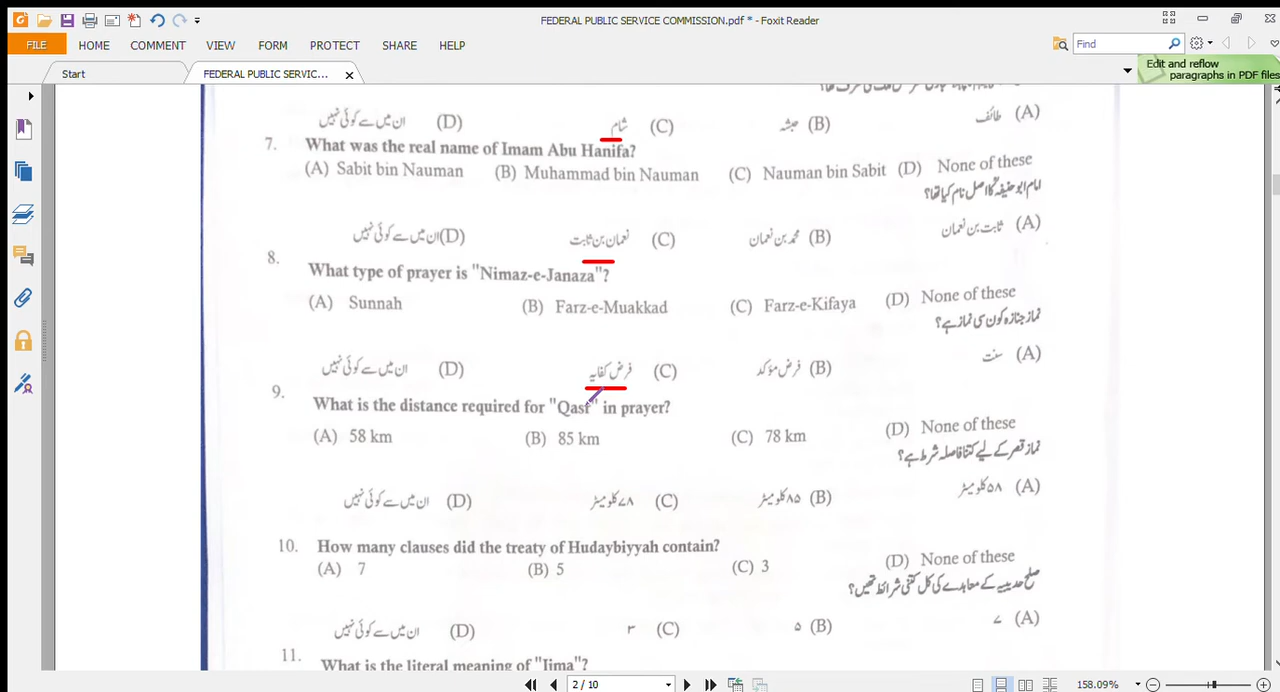 FEDERAL PUBLIC SERVICE COMMISSION.pdf * - Foxit Reader
FILE HOME COMMENT VIEW FORM PROTECT SHARE HELP
Find
Edit and reflow
paragraphs in PDF files
Start FEDERAL PUBLIC SERVIC...
(A) طائف (B) حبشہ (C) شام (D) ان میں سے کوئی نہیں
7. What was the real name of Imam Abu Hanifa?
(A) Sabit bin Nauman (B) Muhammad bin Nauman (C) Nauman bin Sabit (D) None of these
امام ابو حنیفہؒ کا اصل نام کیا تھا؟
(A) ثابت بن نعمان (B) محمد بن نعمان (C) نعمان بن ثابت (D) ان میں سے کوئی نہیں
8. What type of prayer is "Nimaz-e-Janaza"?
(A) Sunnah (B) Farz-e-Muakkad (C) Farz-e-Kifaya (D) None of these
نماز جنازہ کون سی نماز ہے؟
(A) سنت (B) فرض مؤکد (C) فرض کفایہ (D) ان میں سے کوئی نہیں
9. What is the distance required for "Qasr" in prayer?
(A) 58 km (B) 85 km (C) 78 km (D) None of these
نماز قصر کے لیے کتنا فاصلہ شرط ہے؟
(A) ۵۸ کلومیٹر (B) ۸۵ کلومیٹر (C) ۷۸ کلومیٹر (D) ان میں سے کوئی نہیں
10. How many clauses did the treaty of Hudaybiyyah contain?
(A) 7 (B) 5 (C) 3 (D) None of these
صلح حدیبیہ کے معاہدے کی کل کتنی شرائط تھیں؟
(A) ۷ (B) ۵ (C) ۳ (D) ان میں سے کوئی نہیں
11. What is the literal meaning of "Ijma"?
2 / 10 158.09%